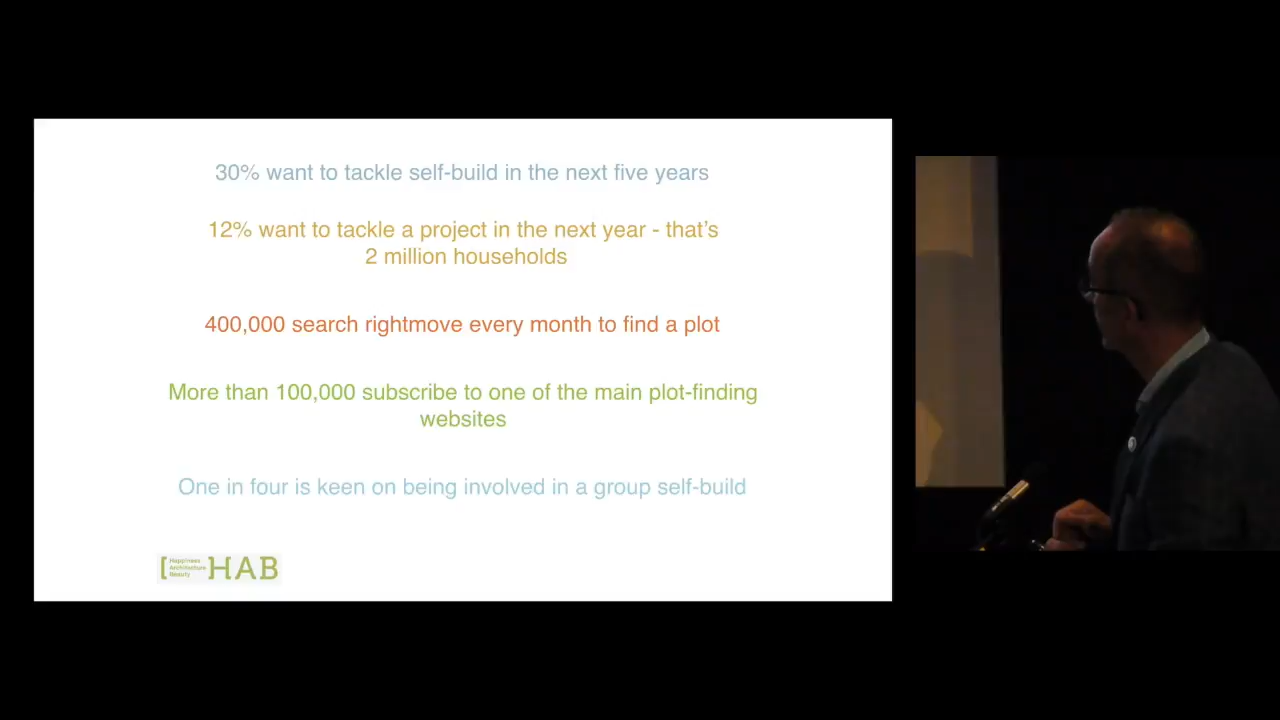 30% want to tackle self-build in the next five years
12% want to tackle a project in the next year - that's
2 million households
400,000 search rightmove every month to find a plot
More than 100,000 subscribe to one of the main plot-finding
websites
One in four is keen on being involved in a group self-build
[Happiness
Architecture
Beauty]HAB